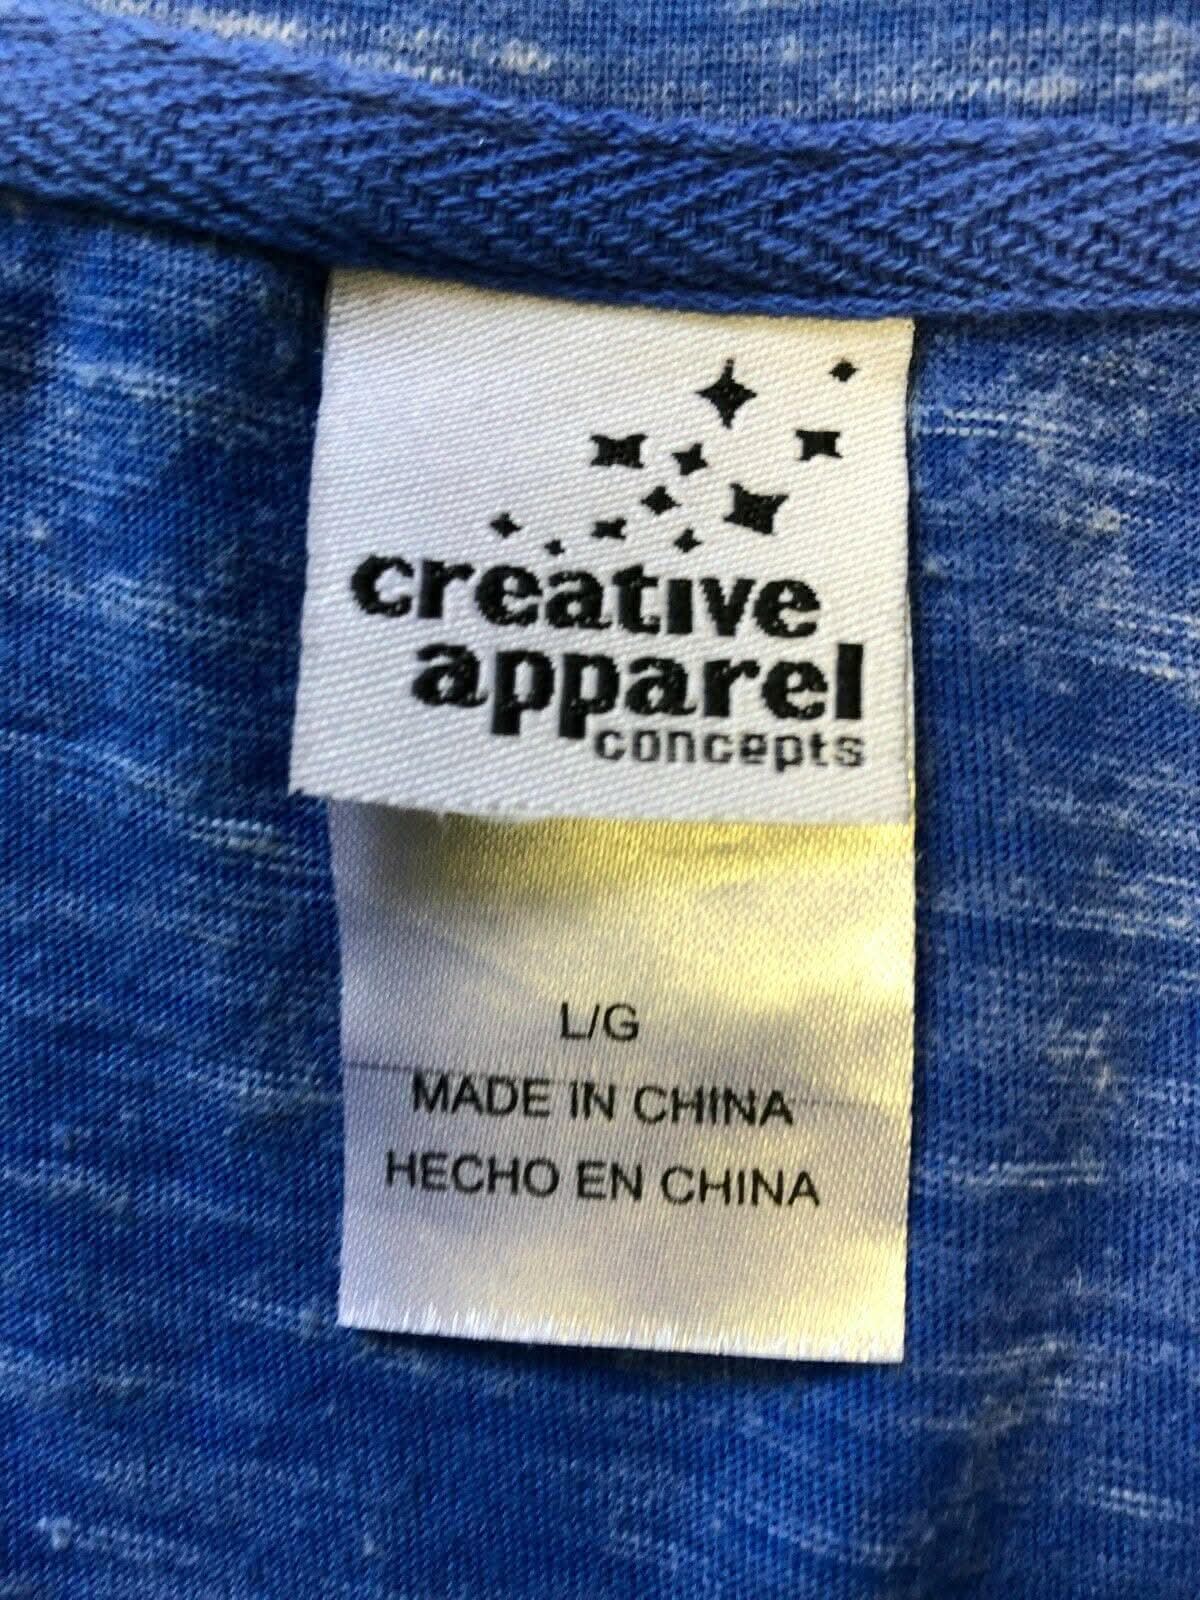 creative
apparel
concepts
L/G
MADE IN CHINA
HECHO EN CHINA